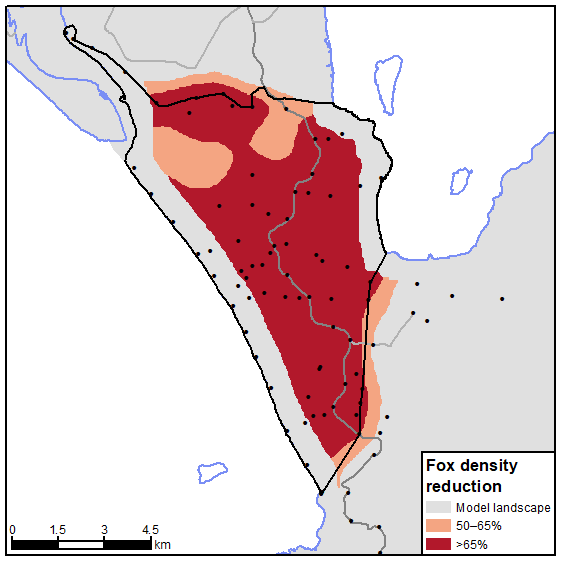 Fox density
reduction
Model landscape
50–65%
>65%
0 1.5 3 4.5
km